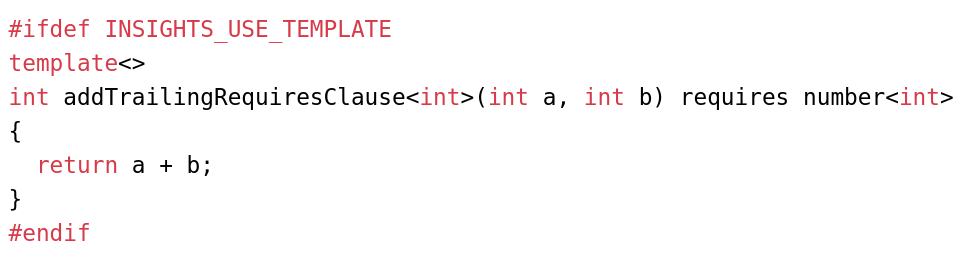 #ifdef INSIGHTS_USE_TEMPLATE
template<>
int addTrailingRequiresClause<int>(int a, int b) requires number<int>
{
  return a + b;
}
#endif